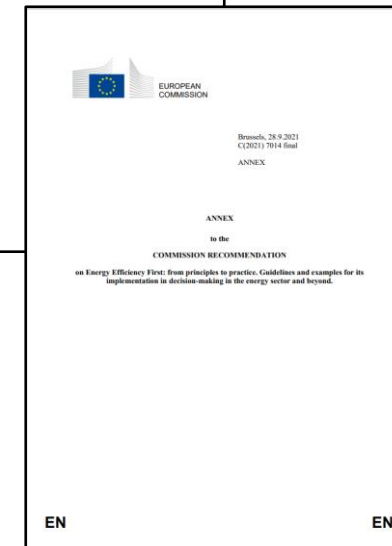 EUROPEAN
COMMISSION
Brussels, 28.9.2021
C(2021) 7014 final
ANNEX
ANNEX
to the
COMMISSION RECOMMENDATION
on Energy Efficiency First: from principles to practice. Guidelines and examples for its
implementation in decision-making in the energy sector and beyond.
EN
EN